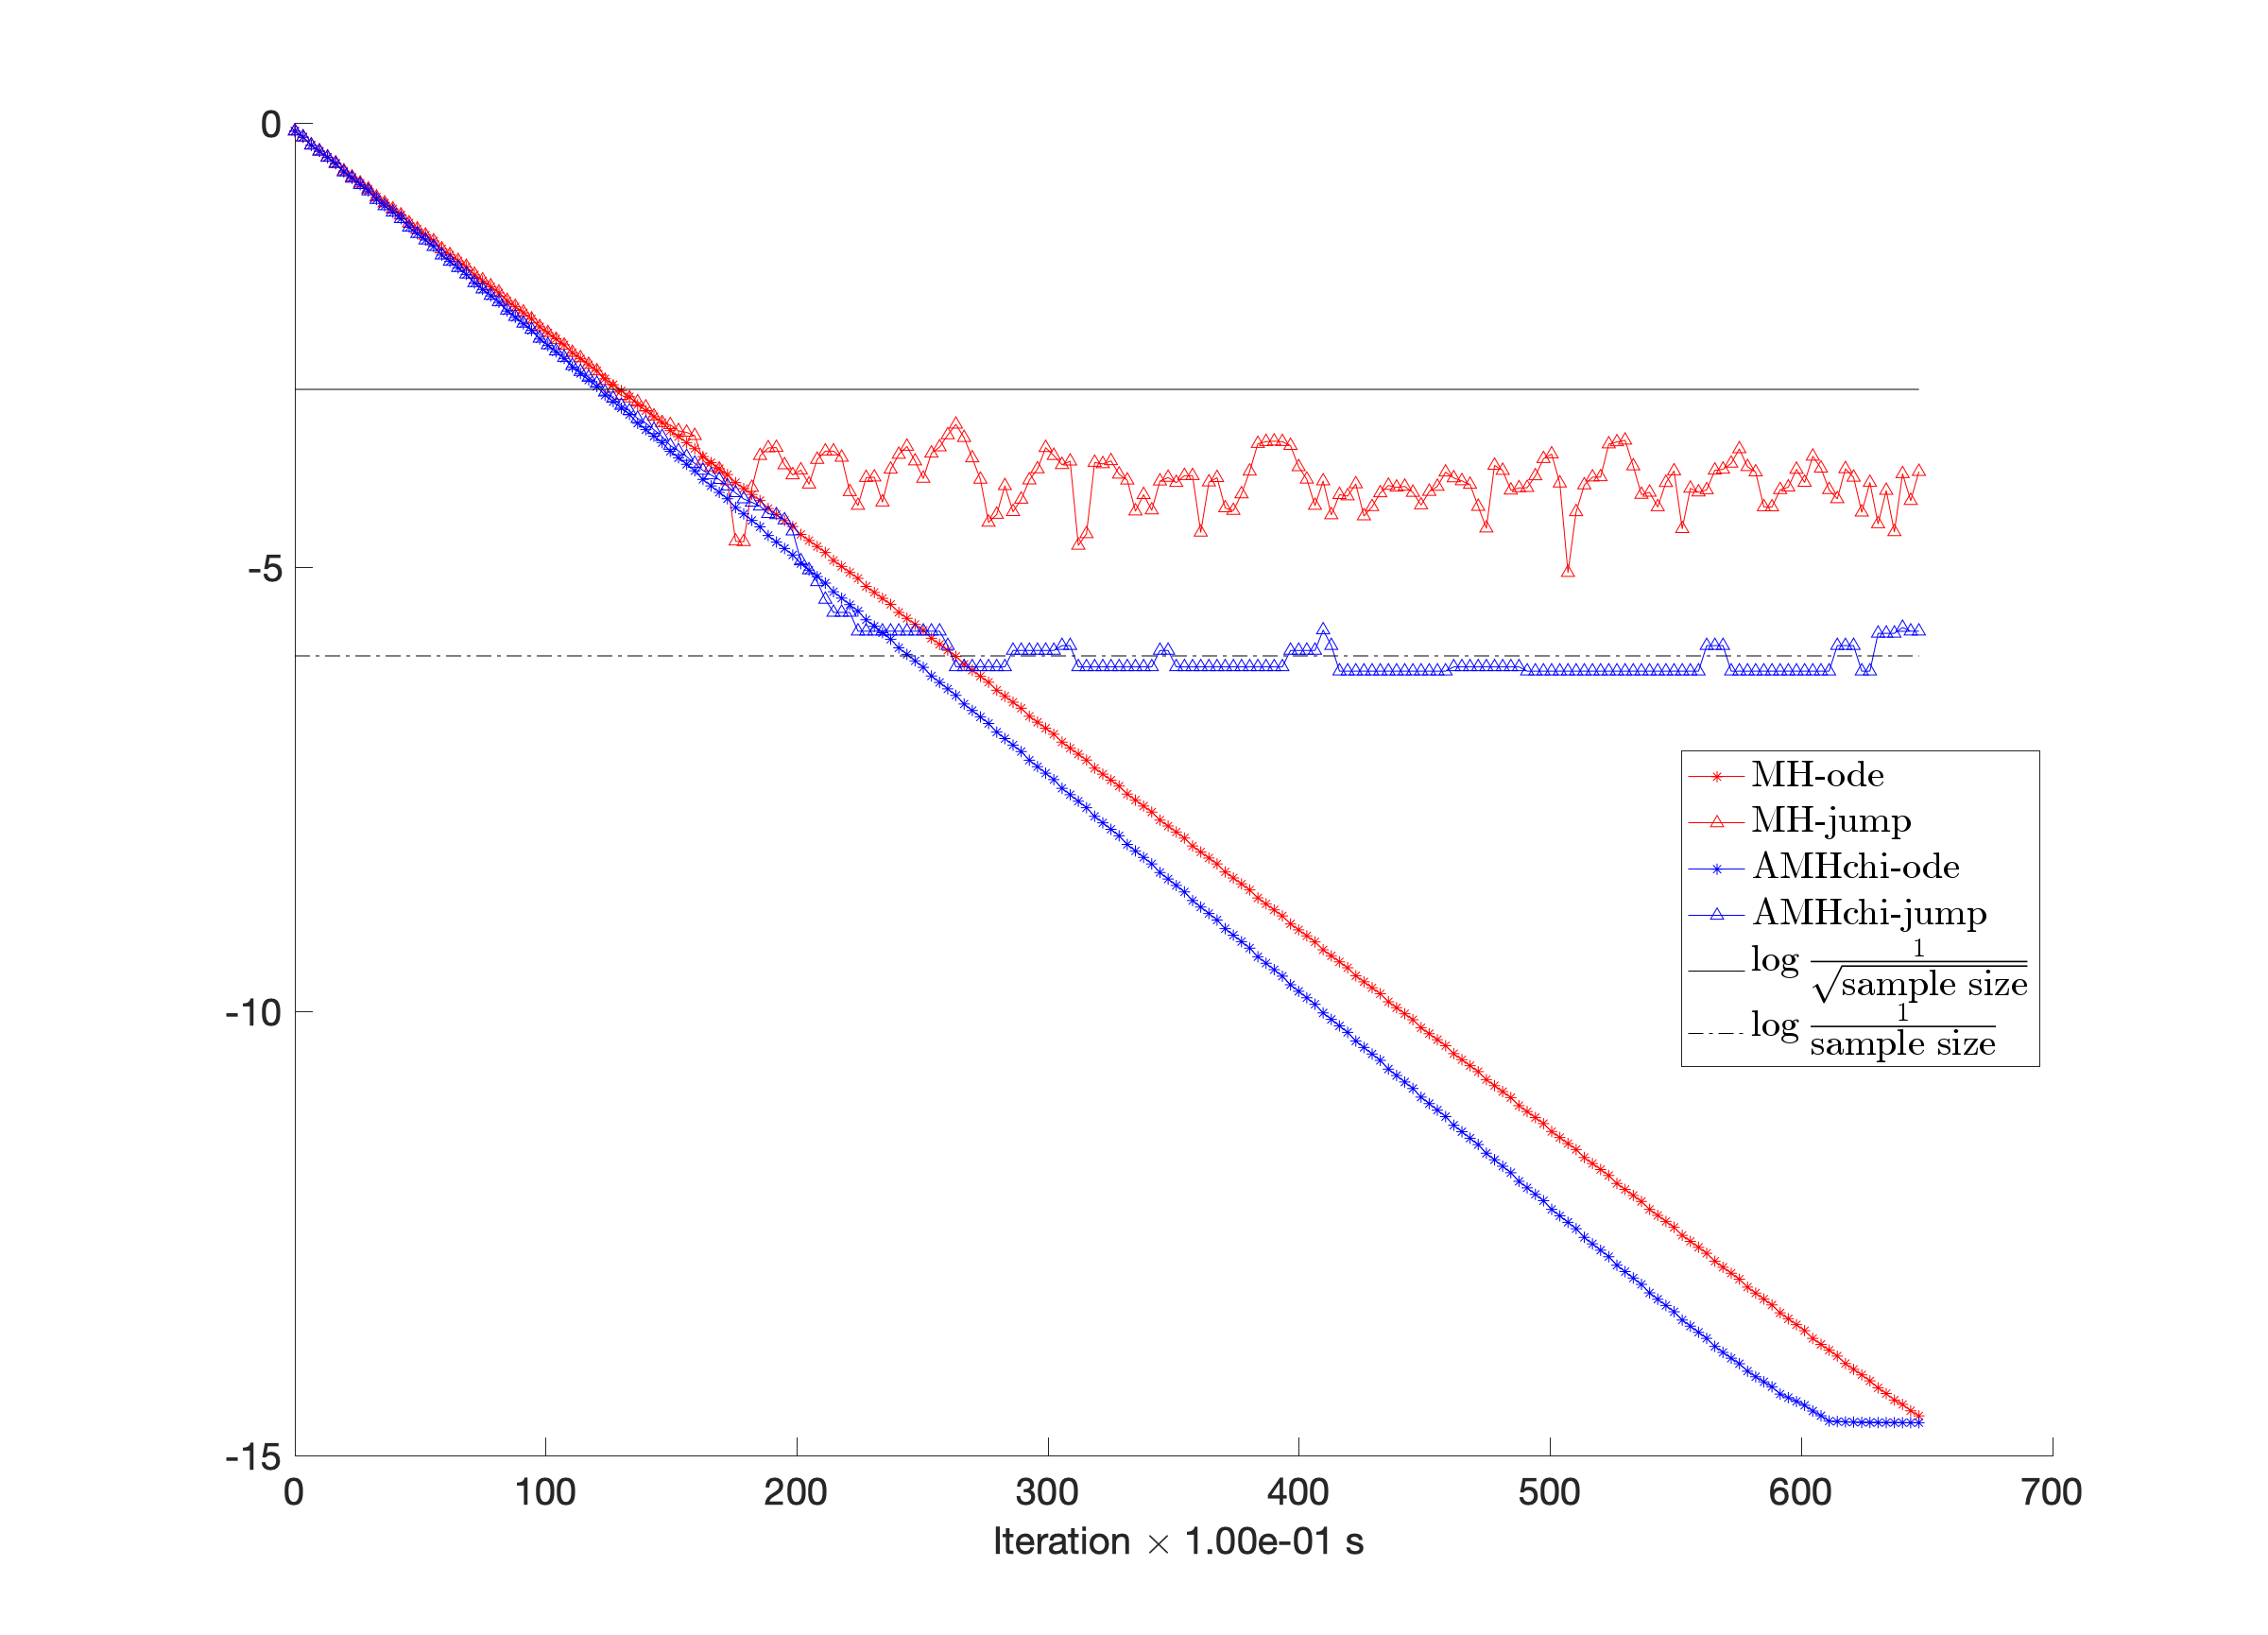 0
-5
-10
-15
0 100 200 300 400 500 600 700
Iteration × 1.00e-01 s
MH-ode
MH-jump
AMHchi-ode
AMHchi-jump
log 1/√sample size
log 1/sample size